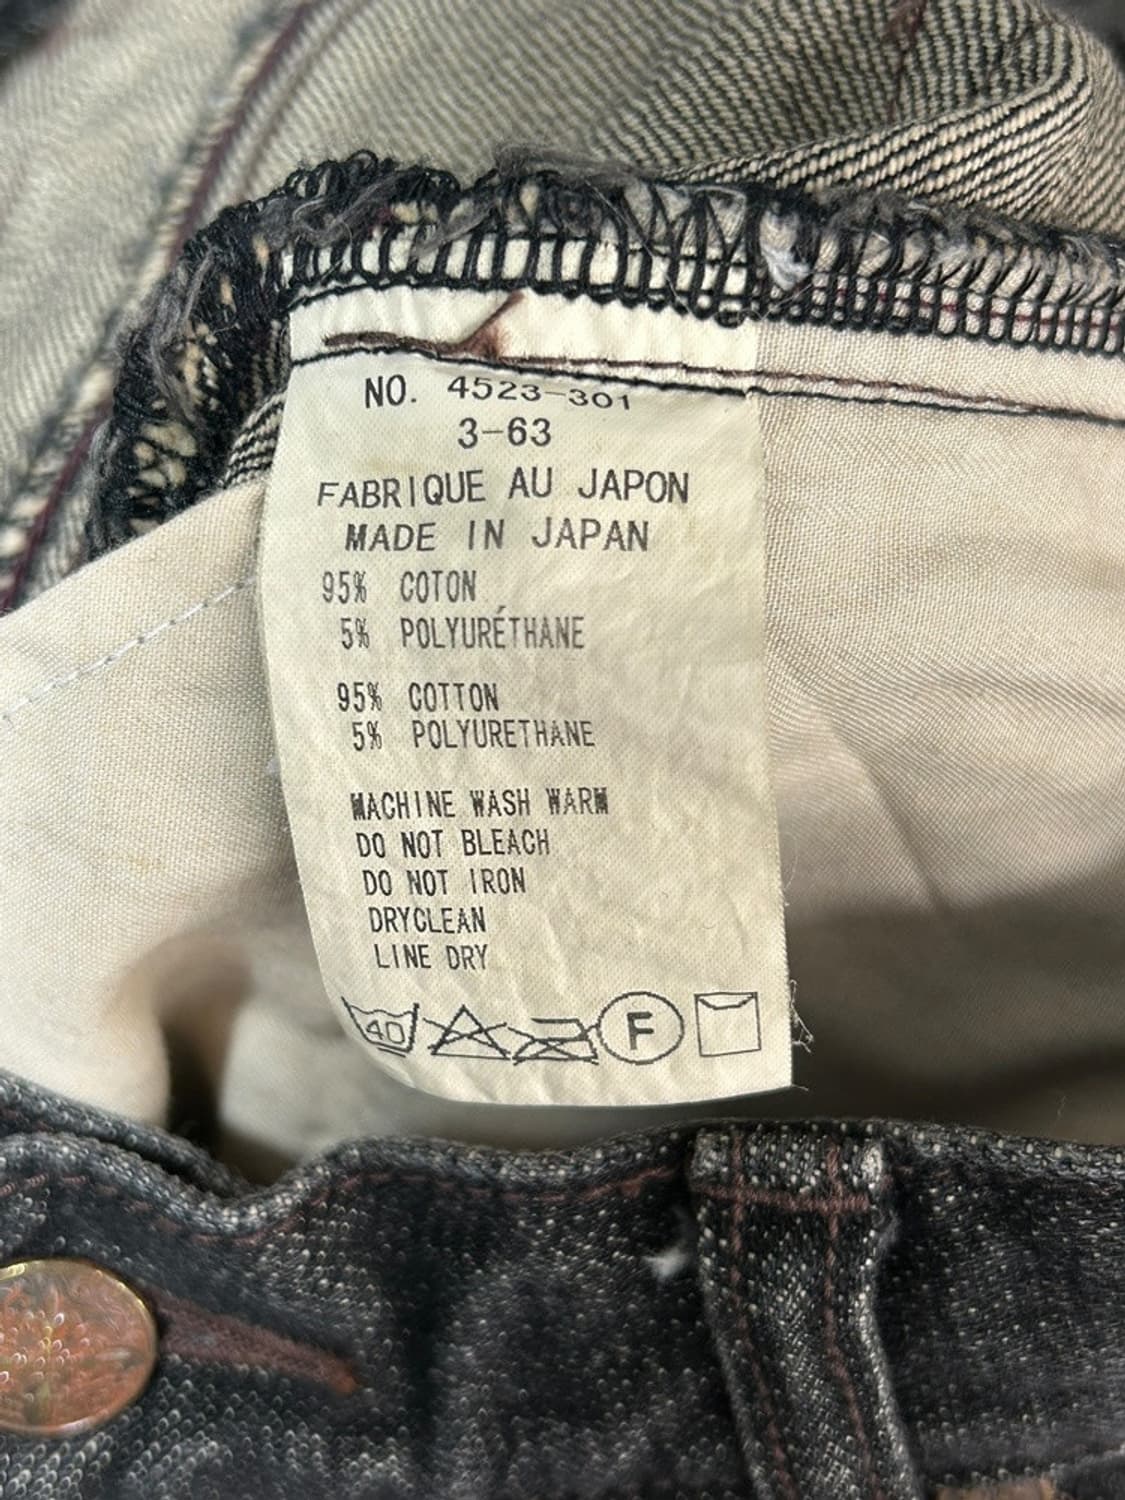 NO. 4523-301
3-63
FABRIQUE AU JAPON
MADE IN JAPAN
95% COTON
5% POLYURÉTHANE
95% COTTON
5% POLYURETHANE
MACHINE WASH WARM
DO NOT BLEACH
DO NOT IRON
DRYCLEAN
LINE DRY
40 F